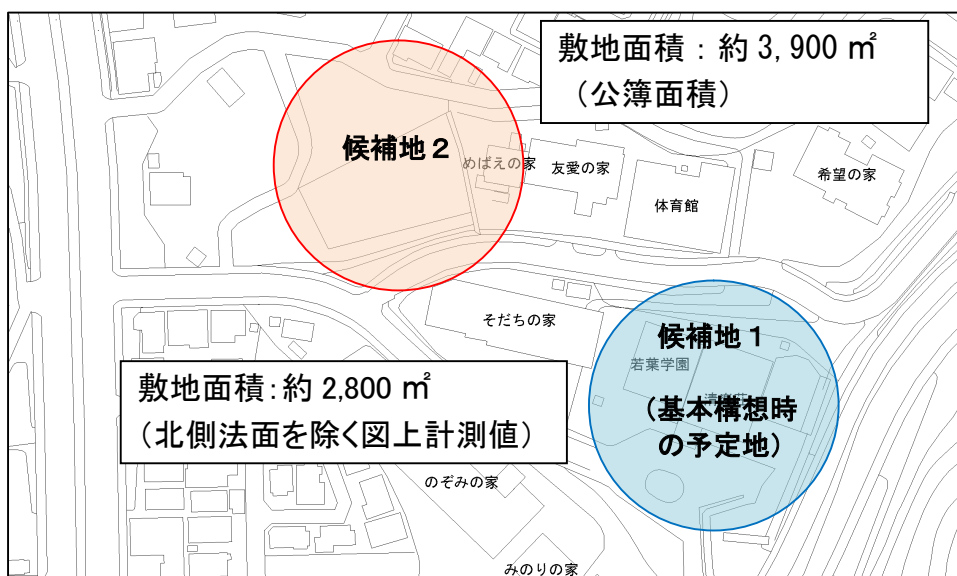 敷地面積：約 3,900 ㎡
（公簿面積）
候補地２
めばえの家
友愛の家
体育館
希望の家
そだちの家
候補地１
若葉学園
（基本構想時
の予定地）
敷地面積：約 2,800 ㎡
（北側法面を除く図上計測値）
のぞみの家
みのりの家